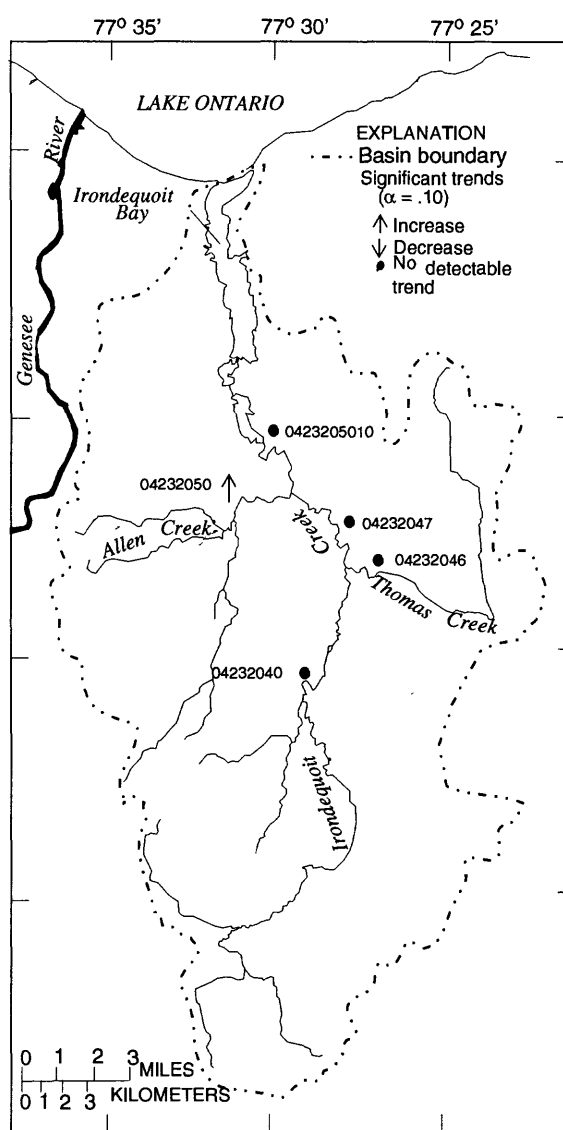 77° 35' 77° 30' 77° 25'
LAKE ONTARIO
River
Irondequoit
Bay
EXPLANATION
Basin boundary
Significant trends
(α = .10)
Increase
Decrease
No detectable
trend
Genesee
0423205010
04232050
Allen Creek
Creek
04232047
04232046
Thomas Creek
04232040
Irondequoit
0 1 2 3 MILES
0 1 2 3 KILOMETERS